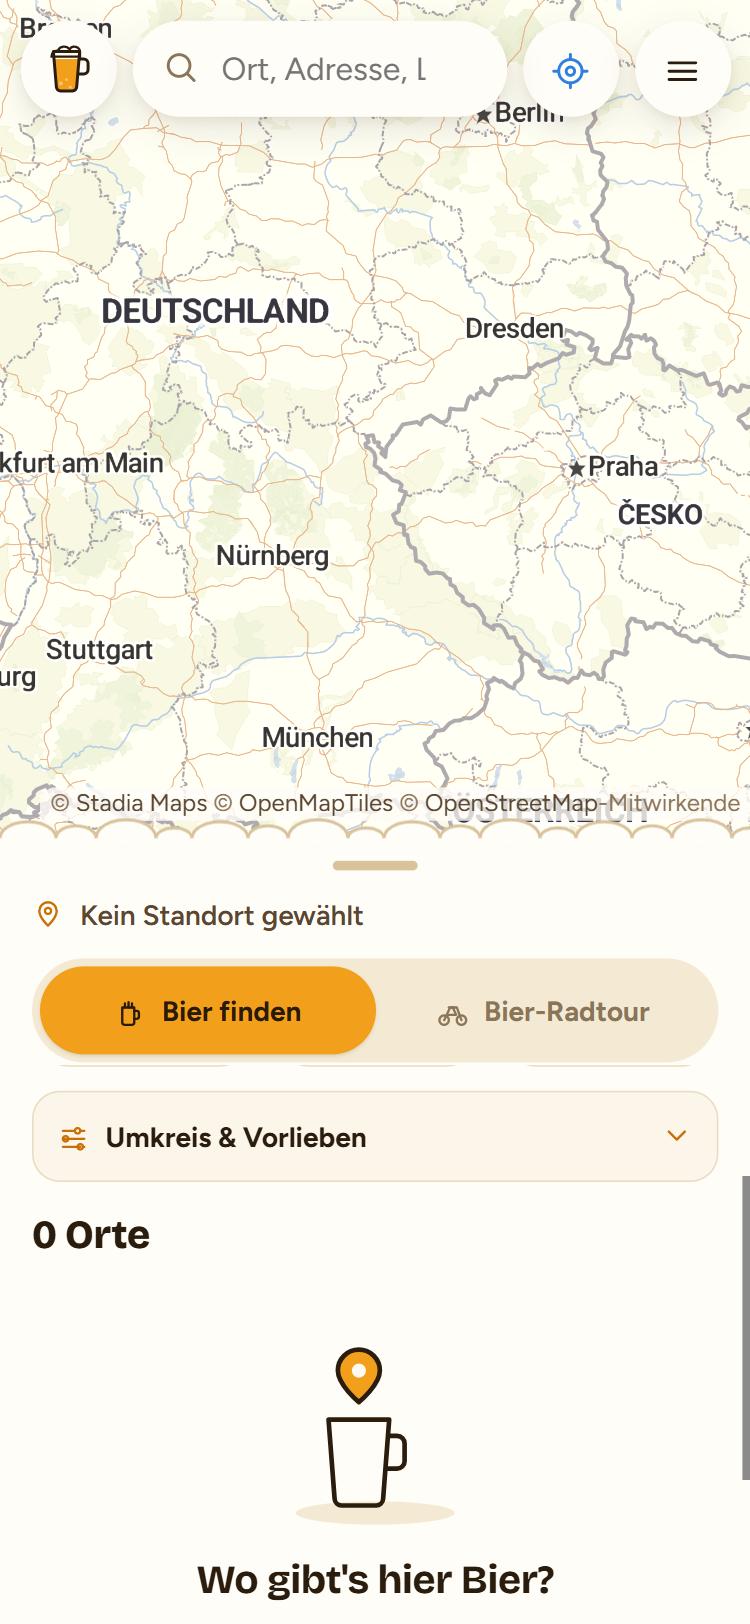 Ort, Adresse, L
Berlin
DEUTSCHLAND
Dresden
kfurt am Main
Praha
ČESKO
Nürnberg
Stuttgart
urg
München
© Stadia Maps © OpenMapTiles © OpenStreetMap-Mitwirkende
ÖSTERREICH
Kein Standort gewählt
Bier finden
Bier-Radtour
Umkreis & Vorlieben
0 Orte
Wo gibt's hier Bier?